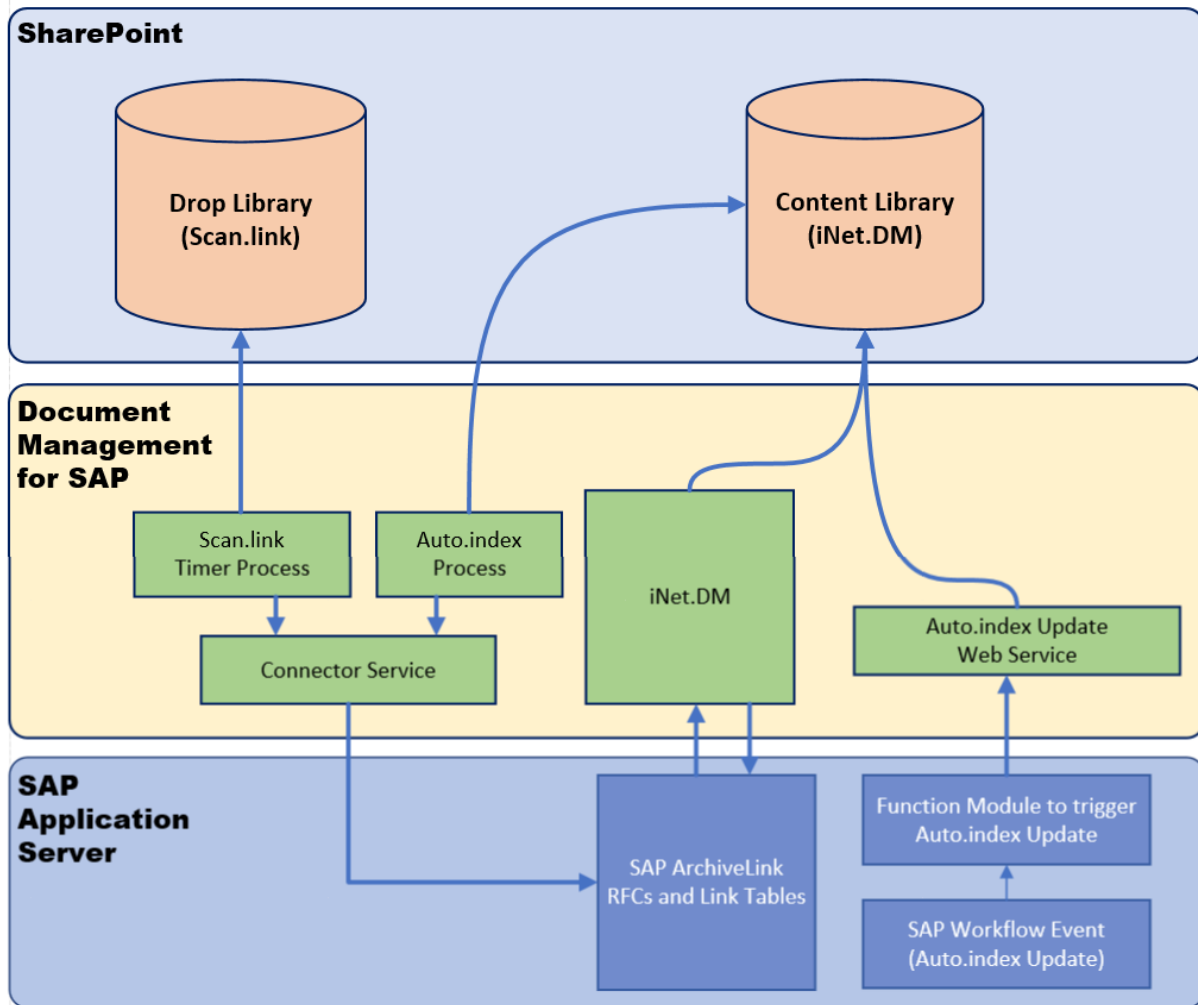 SharePoint
Drop Library
(Scan.link)
Content Library
(iNet.DM)
Document
Management
for SAP
Scan.link
Timer Process
Auto.index
Process
iNet.DM
Auto.index Update
Web Service
Connector Service
SAP
Application
Server
SAP ArchiveLink
RFCs and Link Tables
Function Module to trigger
Auto.index Update
SAP Workflow Event
(Auto.index Update)